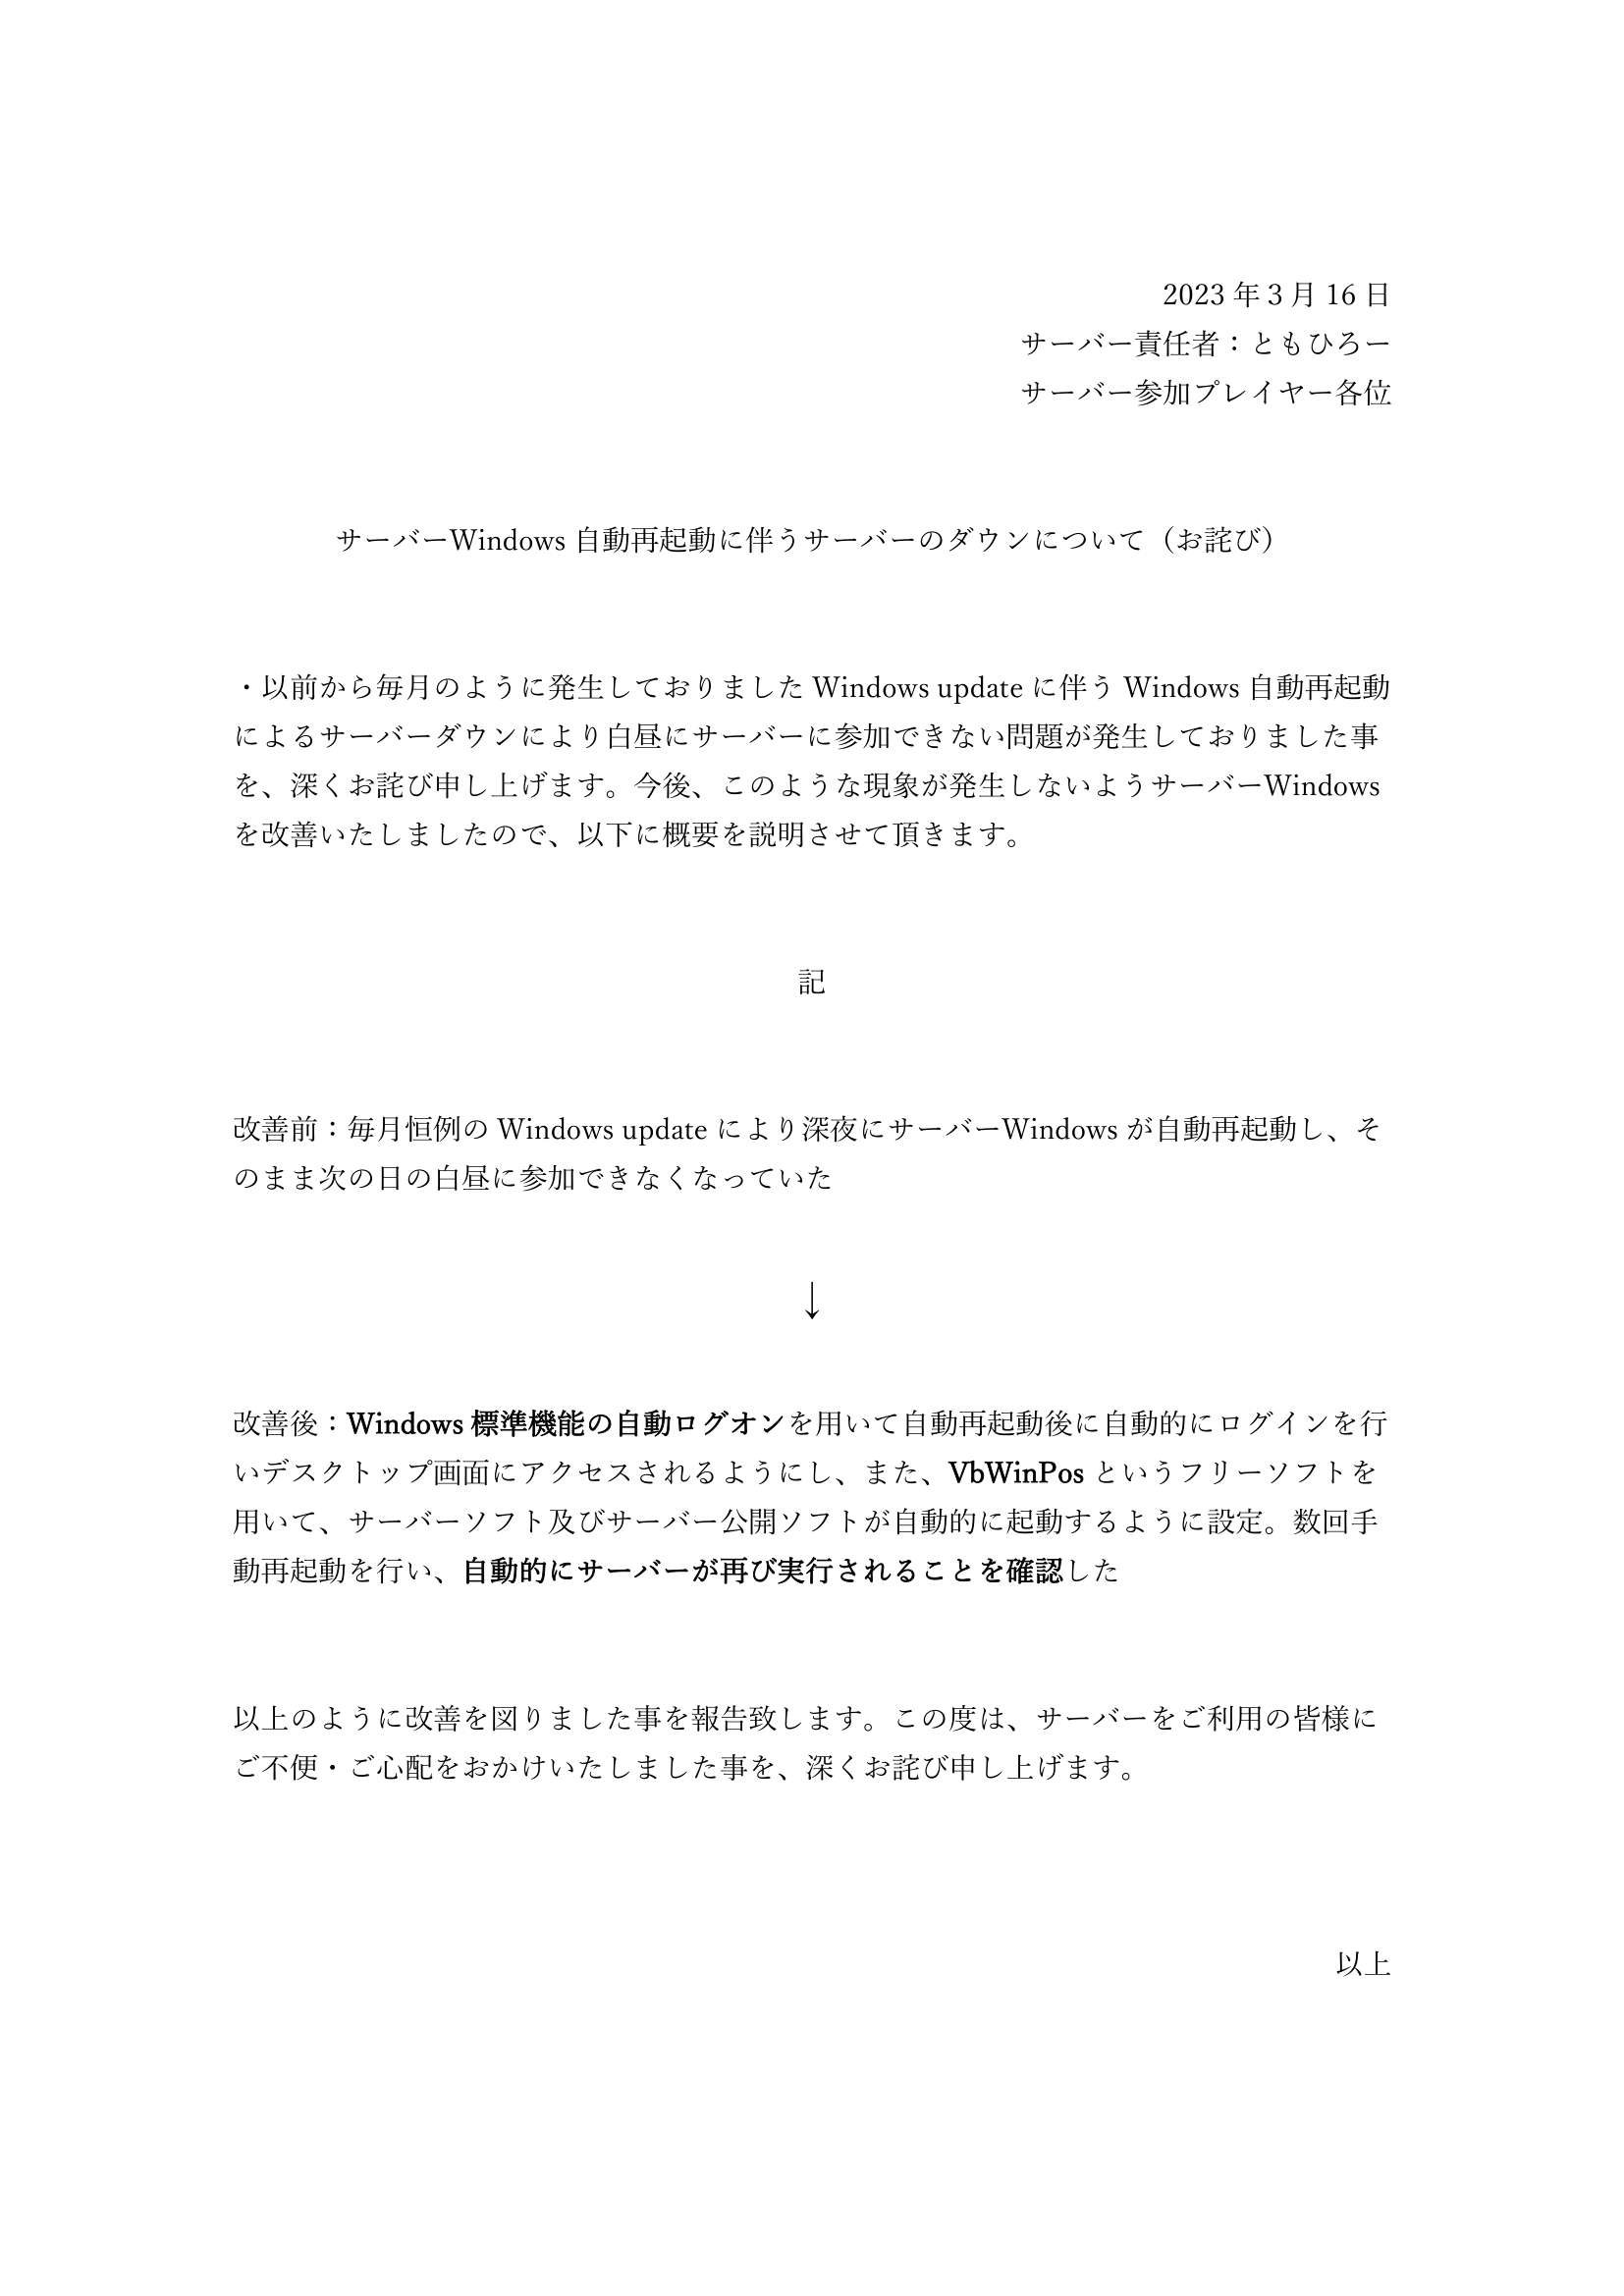 2023 年 3 月 16 日
サーバー責任者：ともひろー
サーバー参加プレイヤー各位
サーバーWindows 自動再起動に伴うサーバーのダウンについて（お詫び）
・以前から毎月のように発生しておりました Windows update に伴う Windows 自動再起動
によるサーバーダウンにより白昼にサーバーに参加できない問題が発生しておりました事
を、深くお詫び申し上げます。今後、このような現象が発生しないようサーバーWindows
を改善いたしましたので、以下に概要を説明させて頂きます。
記
改善前：毎月恒例の Windows update により深夜にサーバーWindows が自動再起動し、そ
のまま次の日の白昼に参加できなくなっていた
↓
改善後：Windows 標準機能の自動ログオンを用いて自動再起動後に自動的にログインを行
いデスクトップ画面にアクセスされるようにし、また、VbWinPos というフリーソフトを
用いて、サーバーソフト及びサーバー公開ソフトが自動的に起動するように設定。数回手
動再起動を行い、自動的にサーバーが再び実行されることを確認した
以上のように改善を図りました事を報告致します。この度は、サーバーをご利用の皆様に
ご不便・ご心配をおかけいたしました事を、深くお詫び申し上げます。
以上